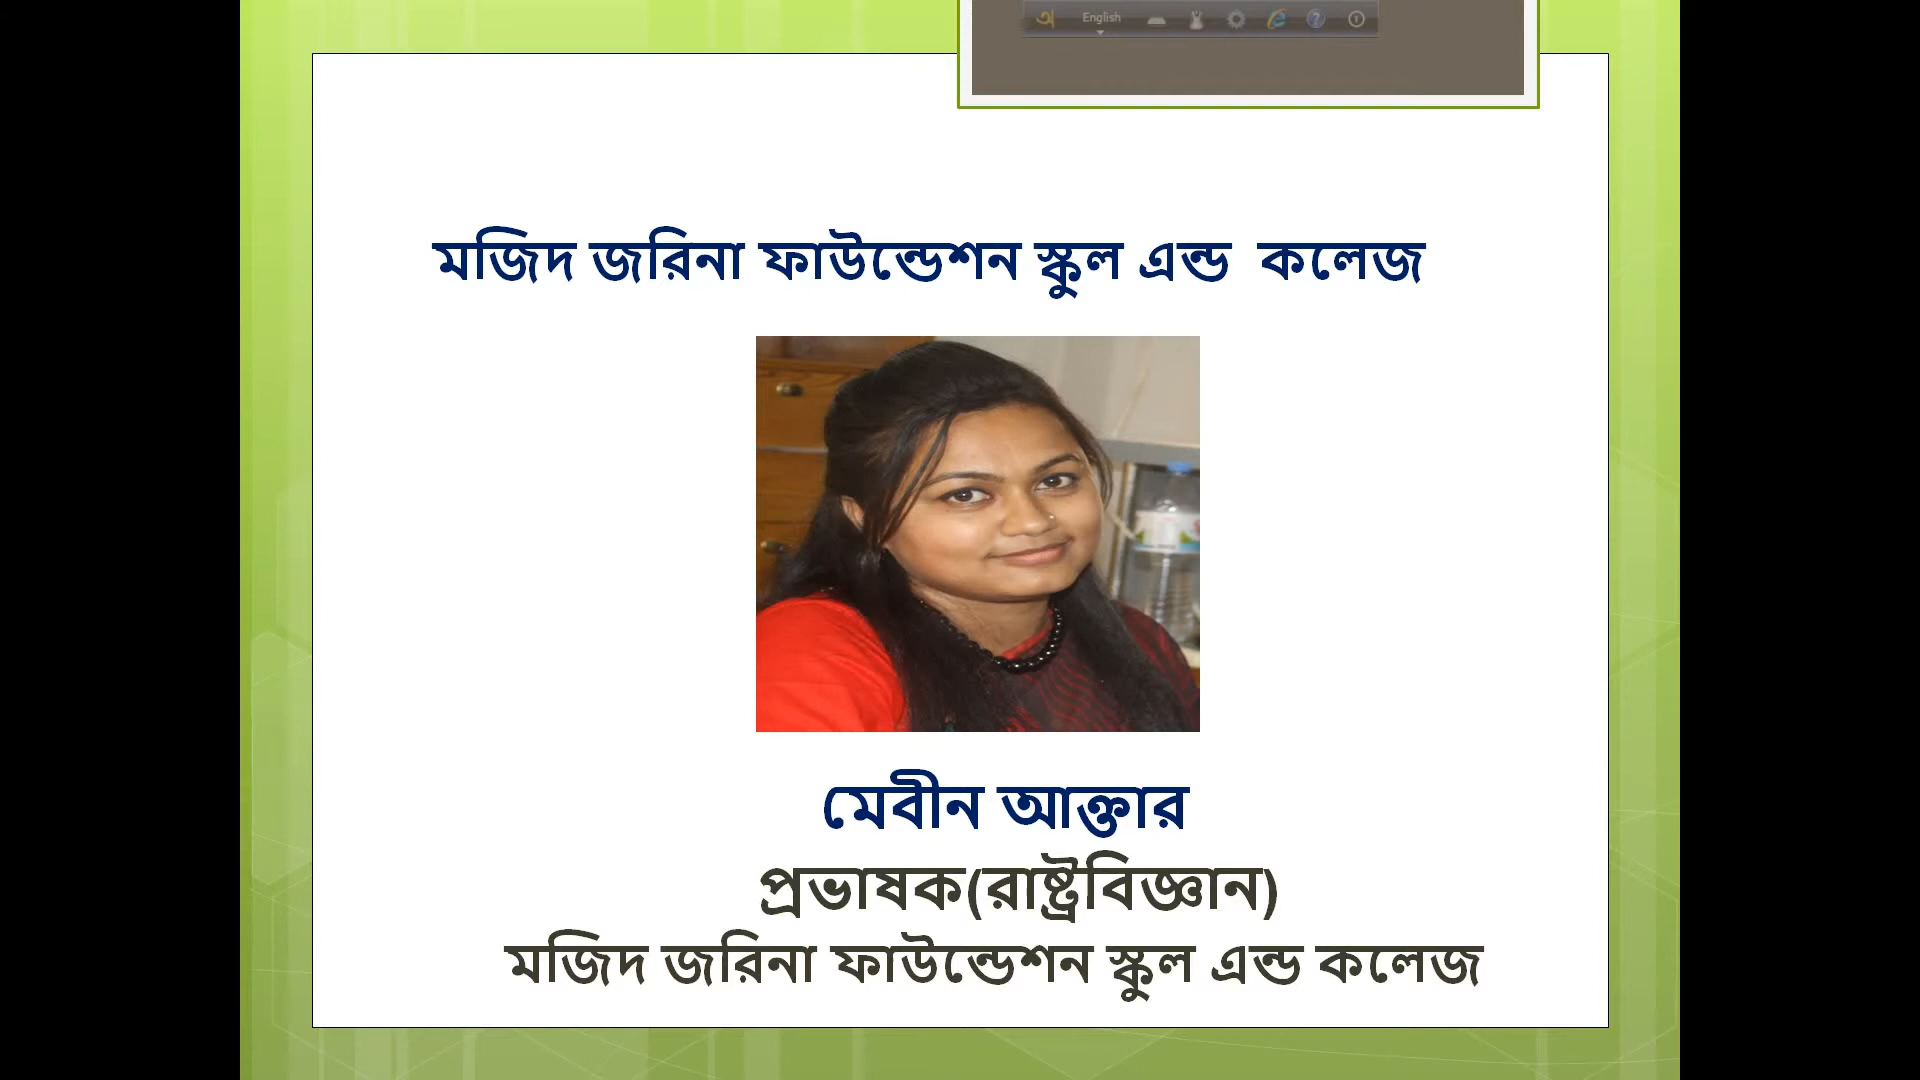 English
মজিদ জরিনা ফাউন্ডেশন স্কুল এন্ড কলেজ
মেবীন আক্তার
প্রভাষক(রাষ্ট্রবিজ্ঞান)
মজিদ জরিনা ফাউন্ডেশন স্কুল এন্ড কলেজ